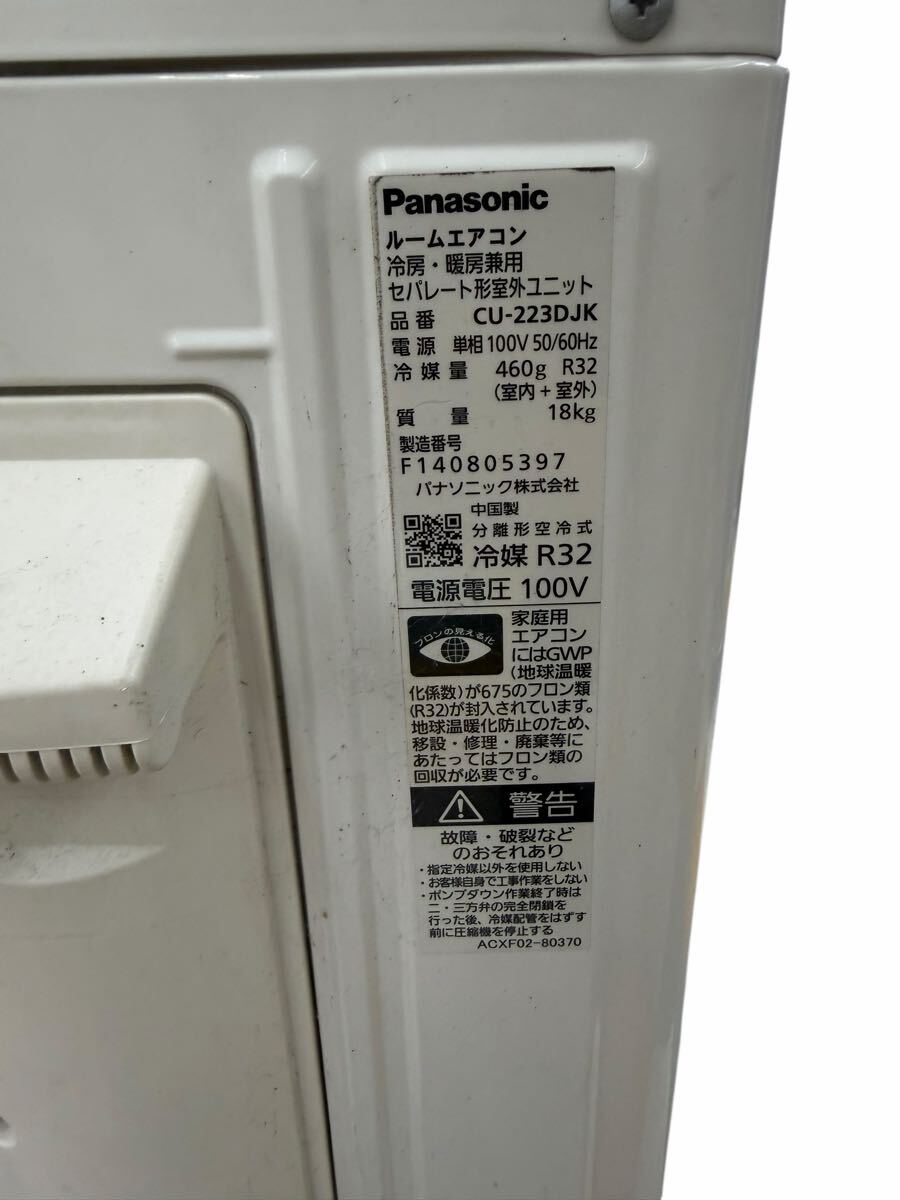 Panasonic
ルームエアコン
冷房・暖房兼用
セパレート形室外ユニット
品番 CU-223DJK
電源 単相100V 50/60Hz
冷媒量 460g R32
(室内+室外)
質量 18kg
製造番号
F140805397
パナソニック株式会社
中国製
分離形空冷式
冷媒 R32
電源電圧 100V
フロンの見える化
家庭用
エアコン
にはGWP
(地球温暖
化係数)が675のフロン類
(R32)が封入されています。
地球温暖化防止のため、
移設・修理・廃棄等に
あたってはフロン類の
回収が必要です。
警告
故障・破裂など
のおそれあり
・指定冷媒以外を使用しない
・お客様自身で工事作業をしない
・ポンプダウン作業終了時は
二・三方弁の完全閉鎖を
行った後、冷媒配管をはずす
前に圧縮機を停止する
ACXF02-80370